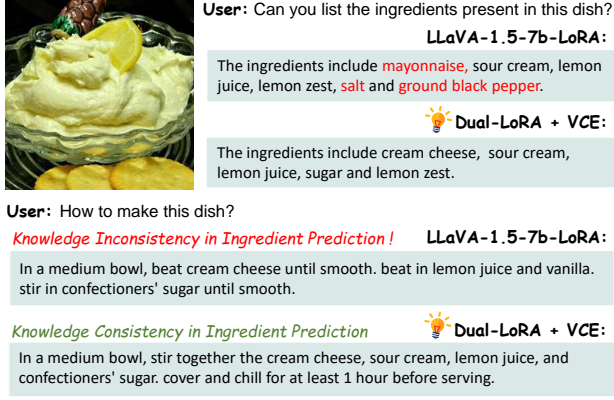 User: Can you list the ingredients present in this dish?
LLaVA-1.5-7b-LoRA:
The ingredients include mayonnaise, sour cream, lemon
juice, lemon zest, salt and ground black pepper.
Dual-LoRA + VCE:
The ingredients include cream cheese, sour cream,
lemon juice, sugar and lemon zest.
User: How to make this dish?
Knowledge Inconsistency in Ingredient Prediction ! LLaVA-1.5-7b-LoRA:
In a medium bowl, beat cream cheese until smooth. beat in lemon juice and vanilla.
stir in confectioners' sugar until smooth.
Knowledge Consistency in Ingredient Prediction Dual-LoRA + VCE:
In a medium bowl, stir together the cream cheese, sour cream, lemon juice, and
confectioners' sugar. cover and chill for at least 1 hour before serving.